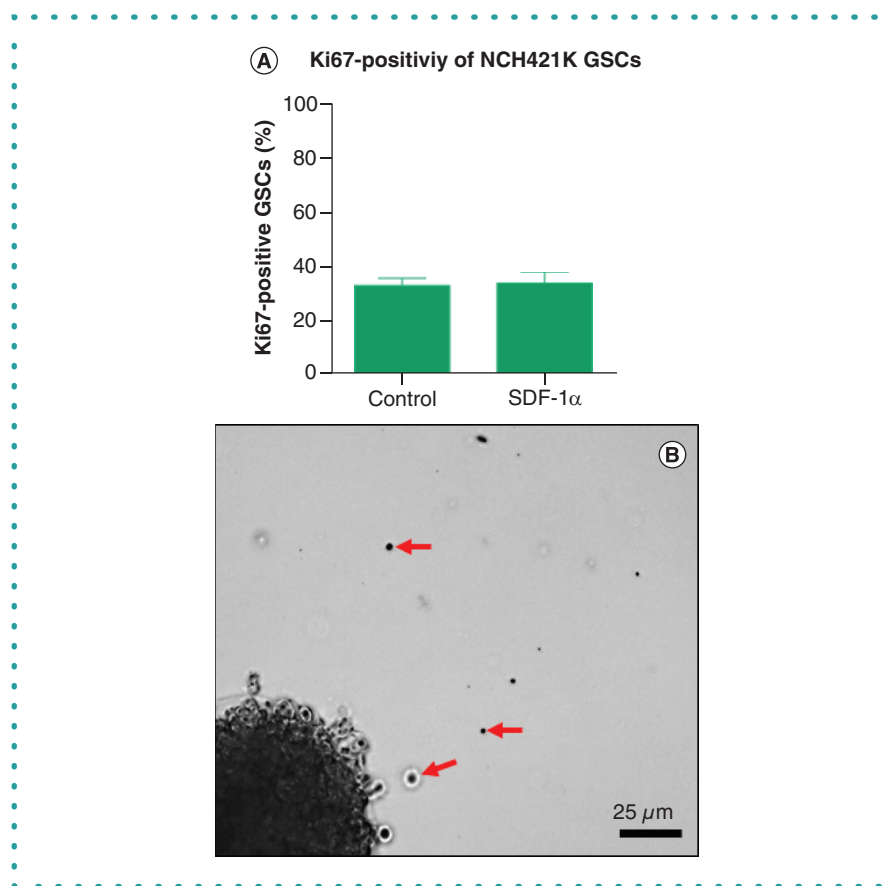 A Ki67-positiviy of NCH421K GSCs
Ki67-positive GSCs (%)
100
80
60
40
20
0
Control SDF-1α
B
25 µm